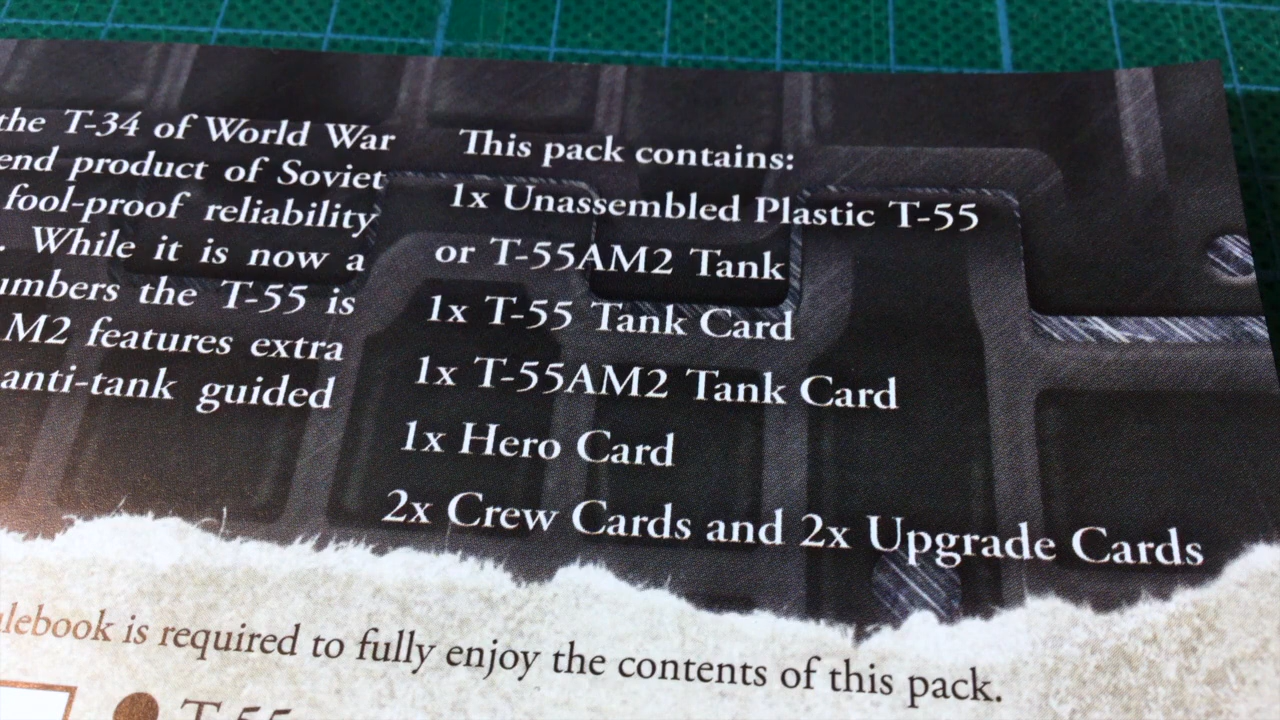 the T-34 of World War
end product of Soviet
fool-proof reliability
. While it is now a
umbers the T-55 is
M2 features extra
anti-tank guided
This pack contains:
1x Unassembled Plastic T-55
or T-55AM2 Tank
1x T-55 Tank Card
1x T-55AM2 Tank Card
1x Hero Card
2x Crew Cards and 2x Upgrade Cards
ulebook is required to fully enjoy the contents of this pack.
T-55